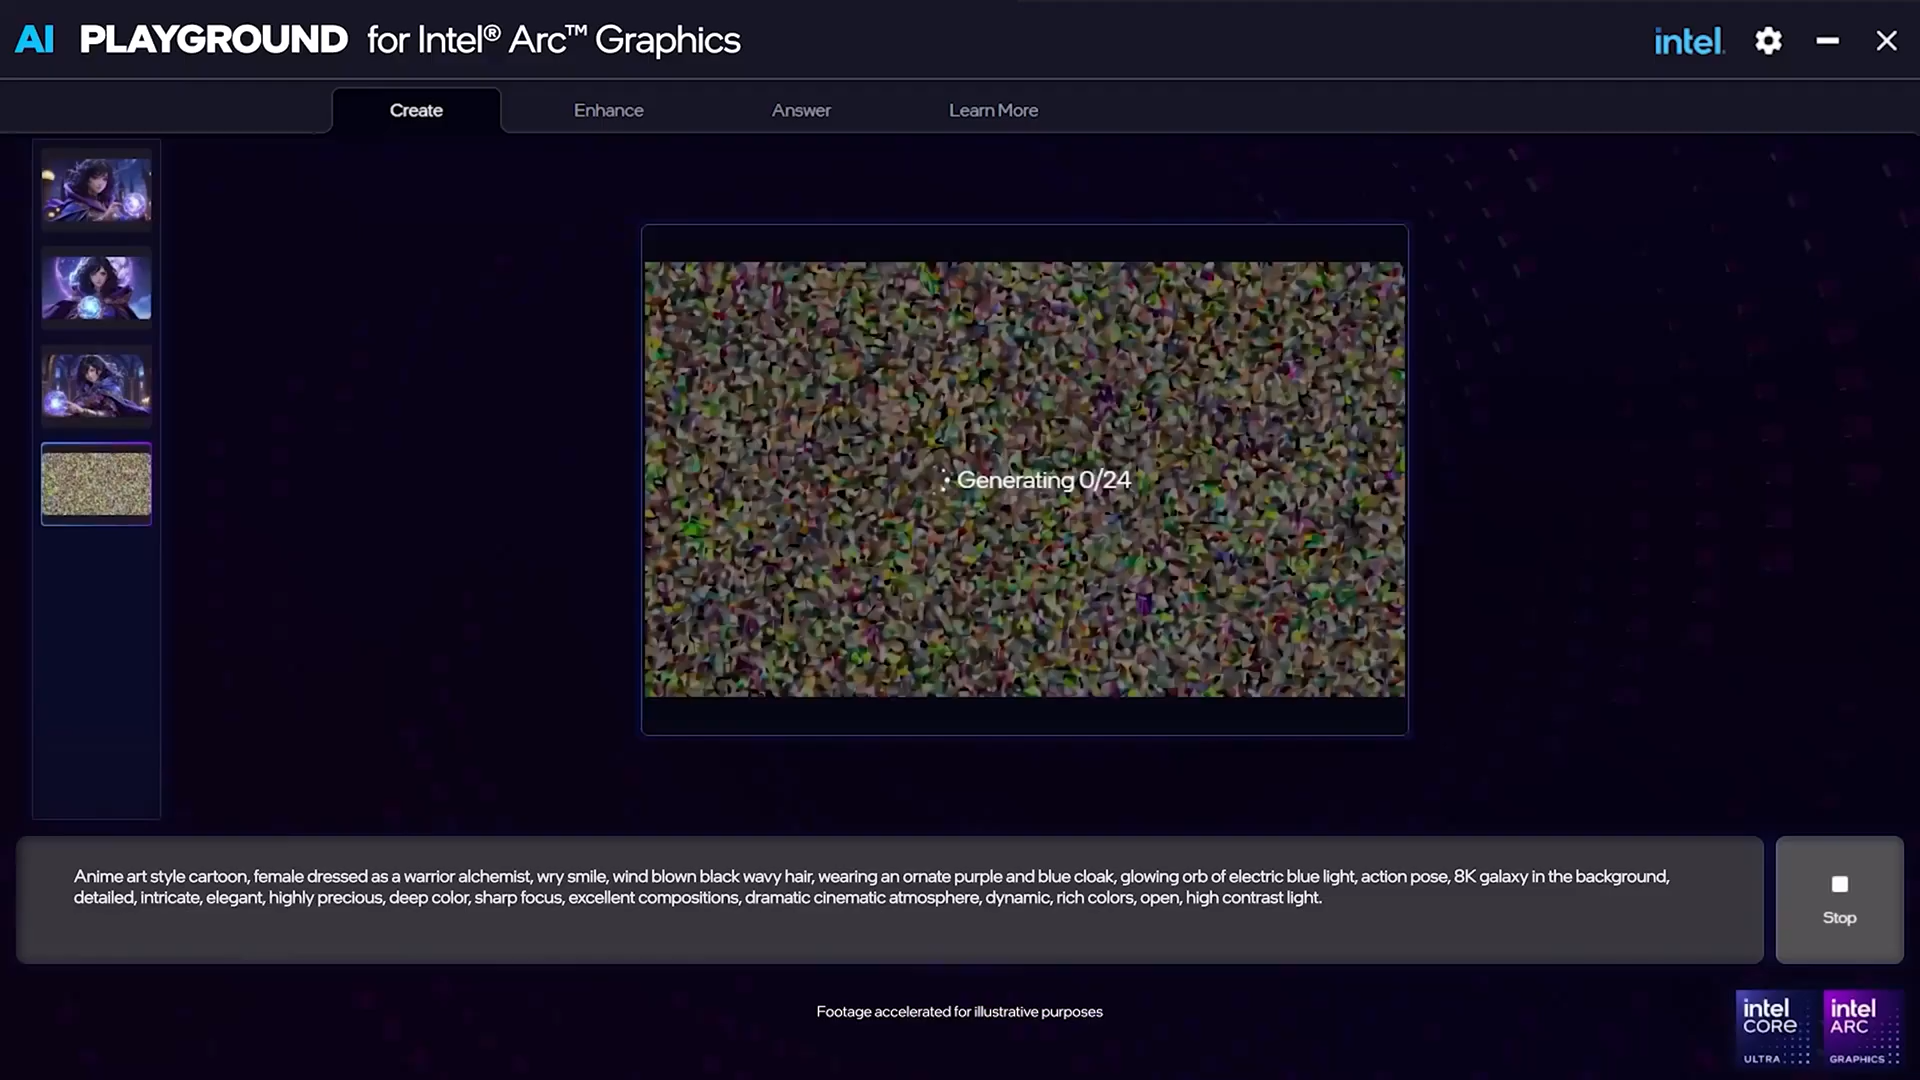 AI PLAYGROUND for Intel® Arc™ Graphics
intel.
Create
Enhance
Answer
Learn More
Generating 0/24
Anime art style cartoon, female dressed as a warrior alchemist, wry smile, wind blown black wavy hair, wearing an ornate purple and blue cloak, glowing orb of electric blue light, action pose, 8K galaxy in the background,
detailed, intricate, elegant, highly precious, deep color, sharp focus, excellent compositions, dramatic cinematic atmosphere, dynamic, rich colors, open, high contrast light.
Stop
Footage accelerated for illustrative purposes
intel
CORE
ULTRA
intel
ARC
GRAPHICS